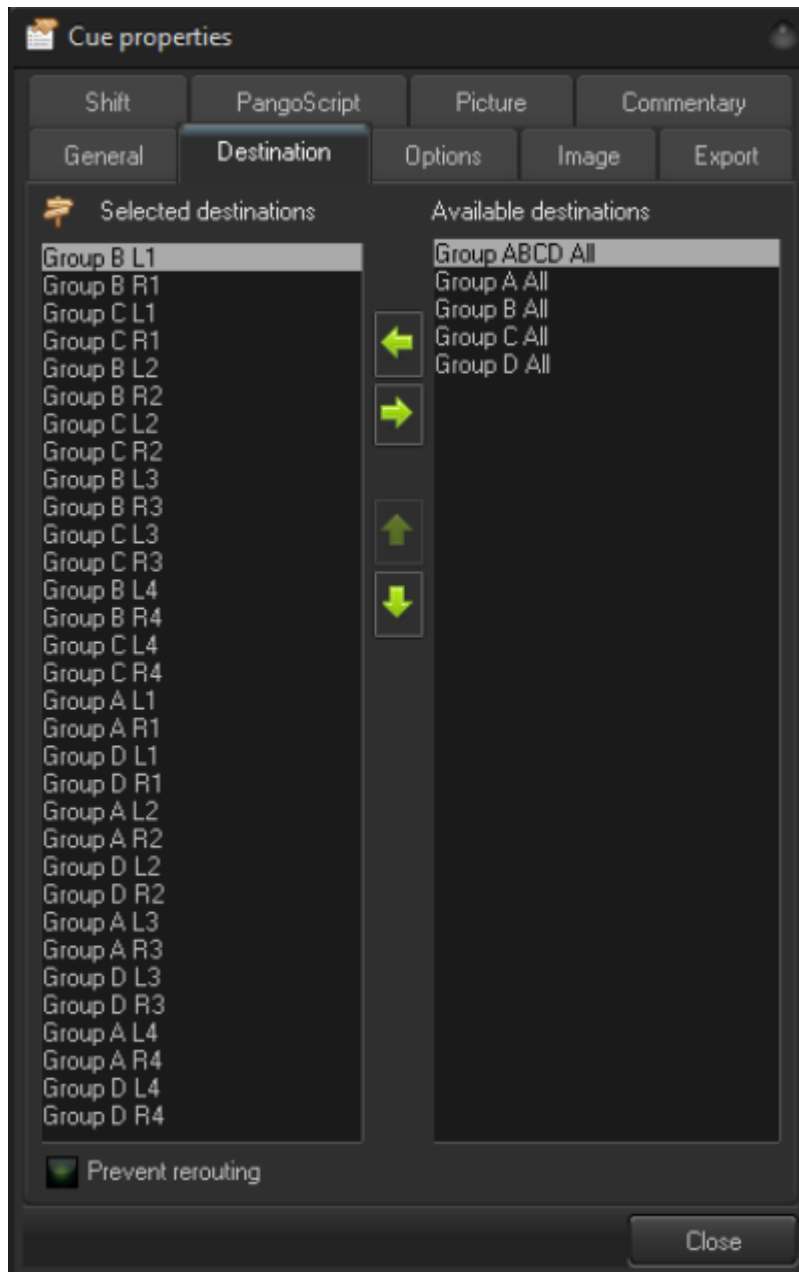 Cue properties
Shift PangoScript Picture Commentary
General Destination Options Image Export
Selected destinations
Group B L1
Group B R1
Group C L1
Group C R1
Group B L2
Group B R2
Group C L2
Group C R2
Group B L3
Group B R3
Group C L3
Group C R3
Group B L4
Group B R4
Group C L4
Group C R4
Group A L1
Group A R1
Group D L1
Group D R1
Group A L2
Group A R2
Group D L2
Group D R2
Group A L3
Group A R3
Group D L3
Group D R3
Group A L4
Group A R4
Group D L4
Group D R4
Available destinations
Group ABCD All
Group A All
Group B All
Group C All
Group D All
Prevent rerouting
Close